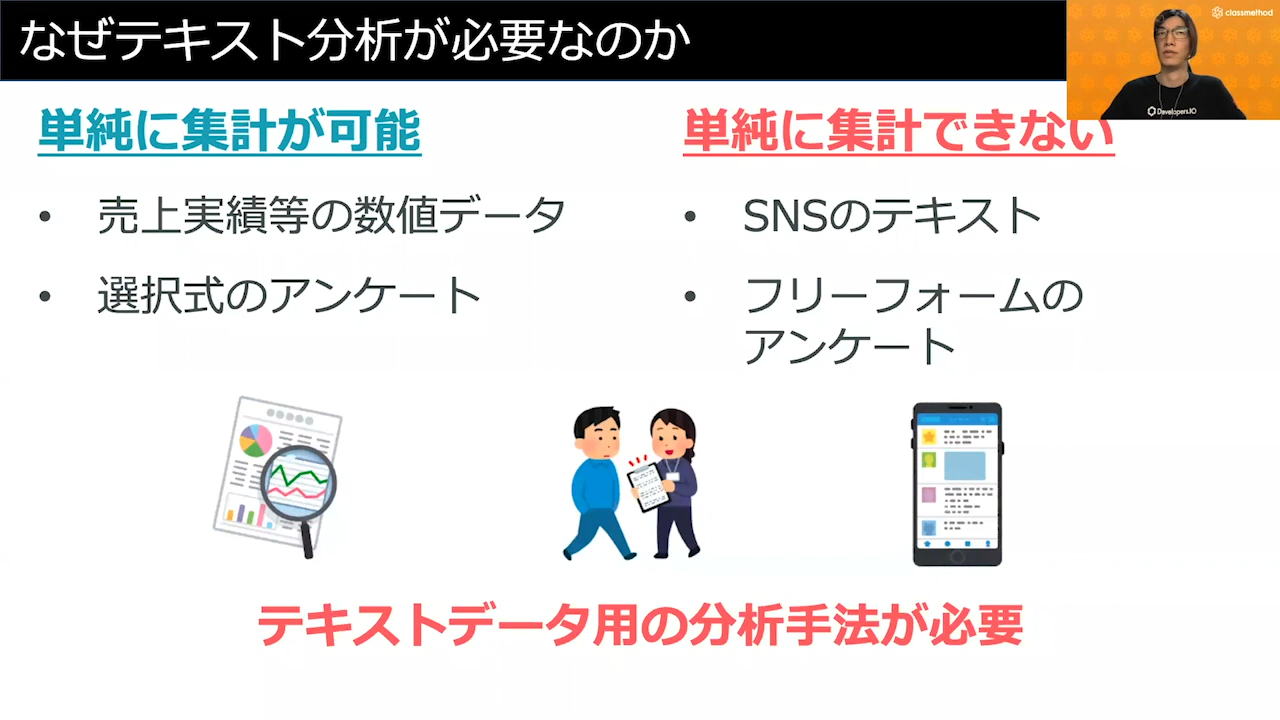 なぜテキスト分析が必要なのか
classmethod
Developers.IO
単純に集計が可能
・ 売上実績等の数値データ
・ 選択式のアンケート
単純に集計できない
・ SNSのテキスト
・ フリーフォームの
アンケート
テキストデータ用の分析手法が必要